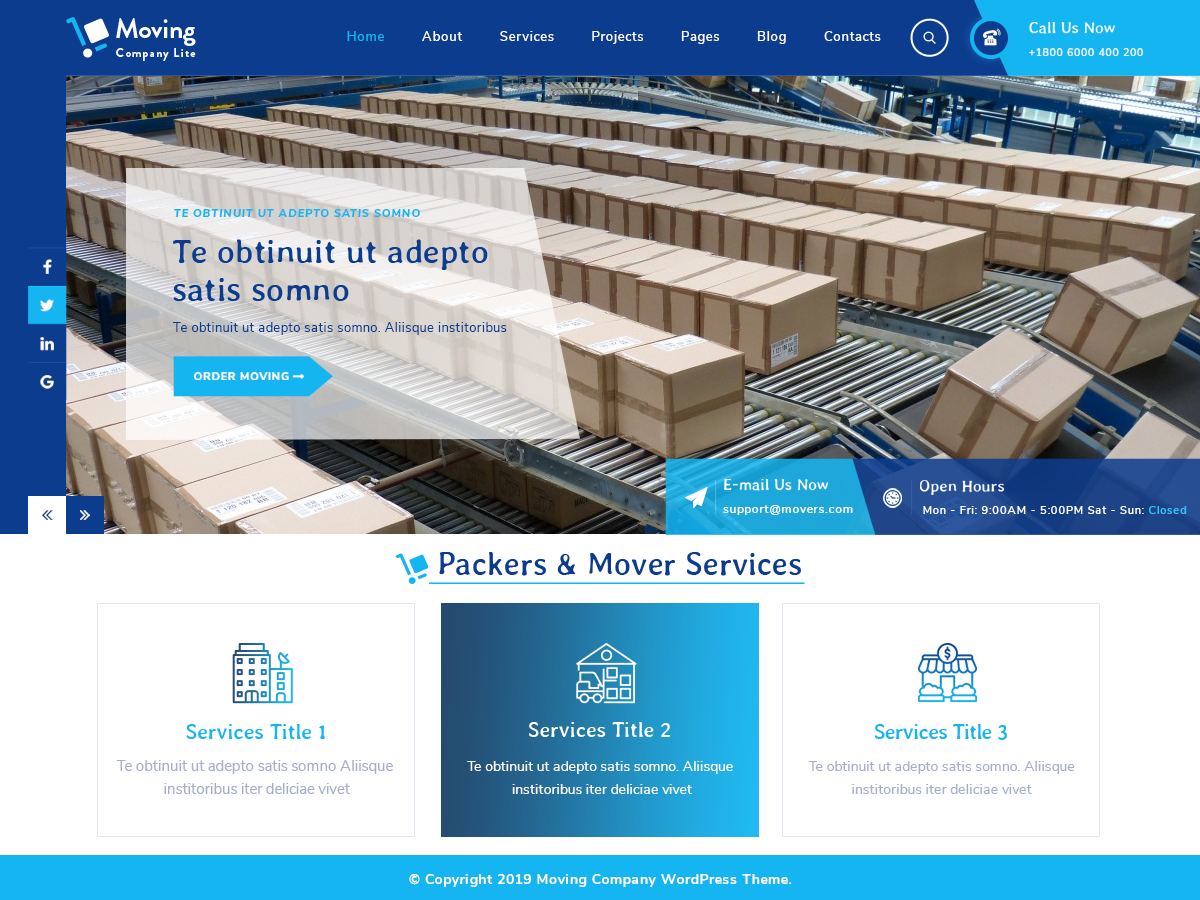 Moving
Company Lite
Home
About
Services
Projects
Pages
Blog
Contacts
Call Us Now
+1800 6000 400 200
TE OBTINUIT UT ADEPTO SATIS SOMNO
Te obtinuit ut adepto
satis somno
Te obtinuit ut adepto satis somno. Aliisque institoribus
ORDER MOVING
E-mail Us Now
support@movers.com
Open Hours
Mon - Fri: 9:00AM - 5:00PM Sat - Sun: Closed
Packers & Mover Services
Services Title 1
Te obtinuit ut adepto satis somno Aliisque
institoribus iter deliciae vivet
Services Title 2
Te obtinuit ut adepto satis somno. Aliisque
institoribus iter deliciae vivet
Services Title 3
Te obtinuit ut adepto satis somno. Aliisque
institoribus iter deliciae vivet
© Copyright 2019 Moving Company WordPress Theme.